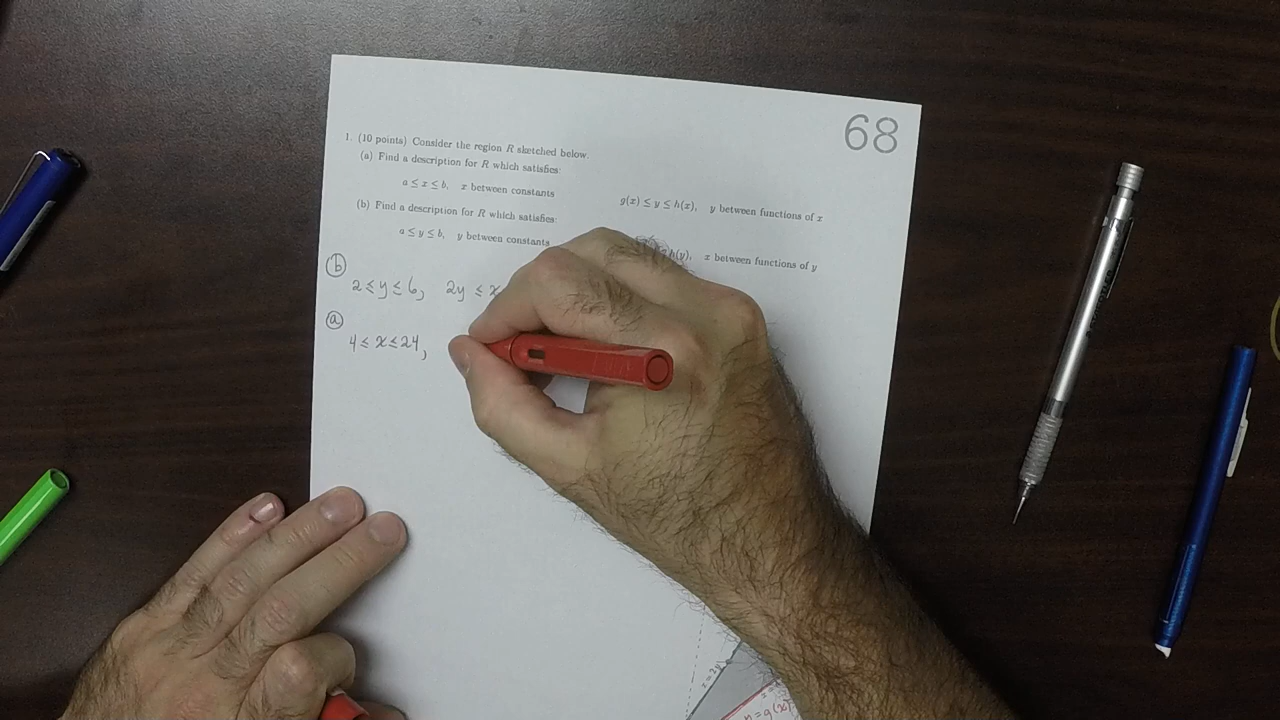 68
1. (10 points) Consider the region R sketched below.
(a) Find a description for R which satisfies:
a ≤ x ≤ b, x between constants
g(x) ≤ y ≤ h(x), y between functions of x
(b) Find a description for R which satisfies:
a ≤ y ≤ b, y between constants
h(y), x between functions of y
ⓑ
2 ≤ y ≤ 6, 2y ≤ x
ⓐ
4 ≤ x ≤ 24,
x = 2y
= g(x)